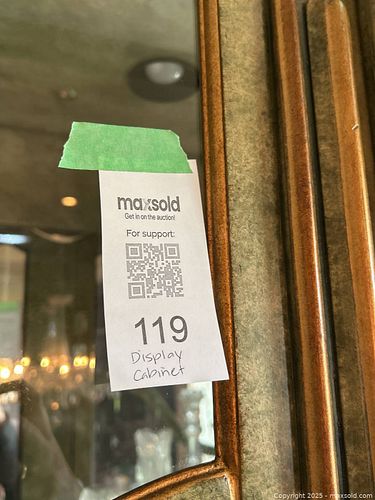 maxsold
Get in on the auction!
For support:
119
Display
Cabinet
Copyright 2025 - maxsold.com